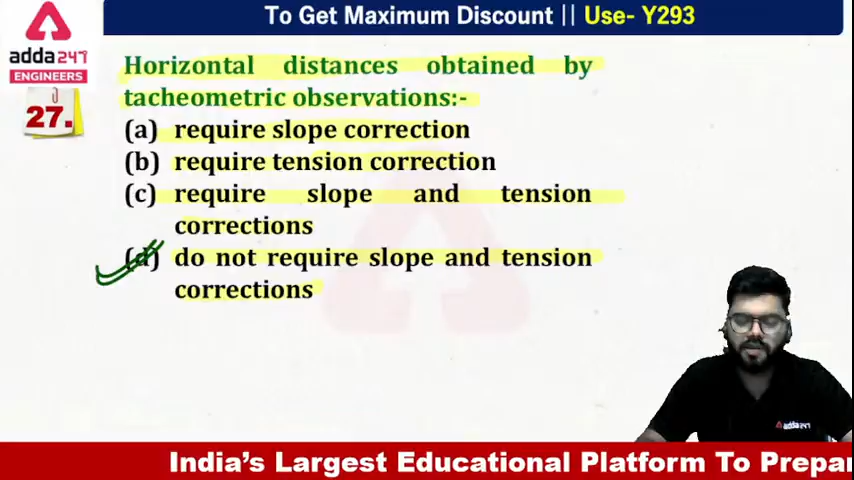 To Get Maximum Discount || Use- Y293
adda247
ENGINEERS
27.
Horizontal distances obtained by
tacheometric observations:-
(a) require slope correction
(b) require tension correction
(c) require slope and tension
corrections
(d) do not require slope and tension
corrections
adda247
India's Largest Educational Platform To Prepar